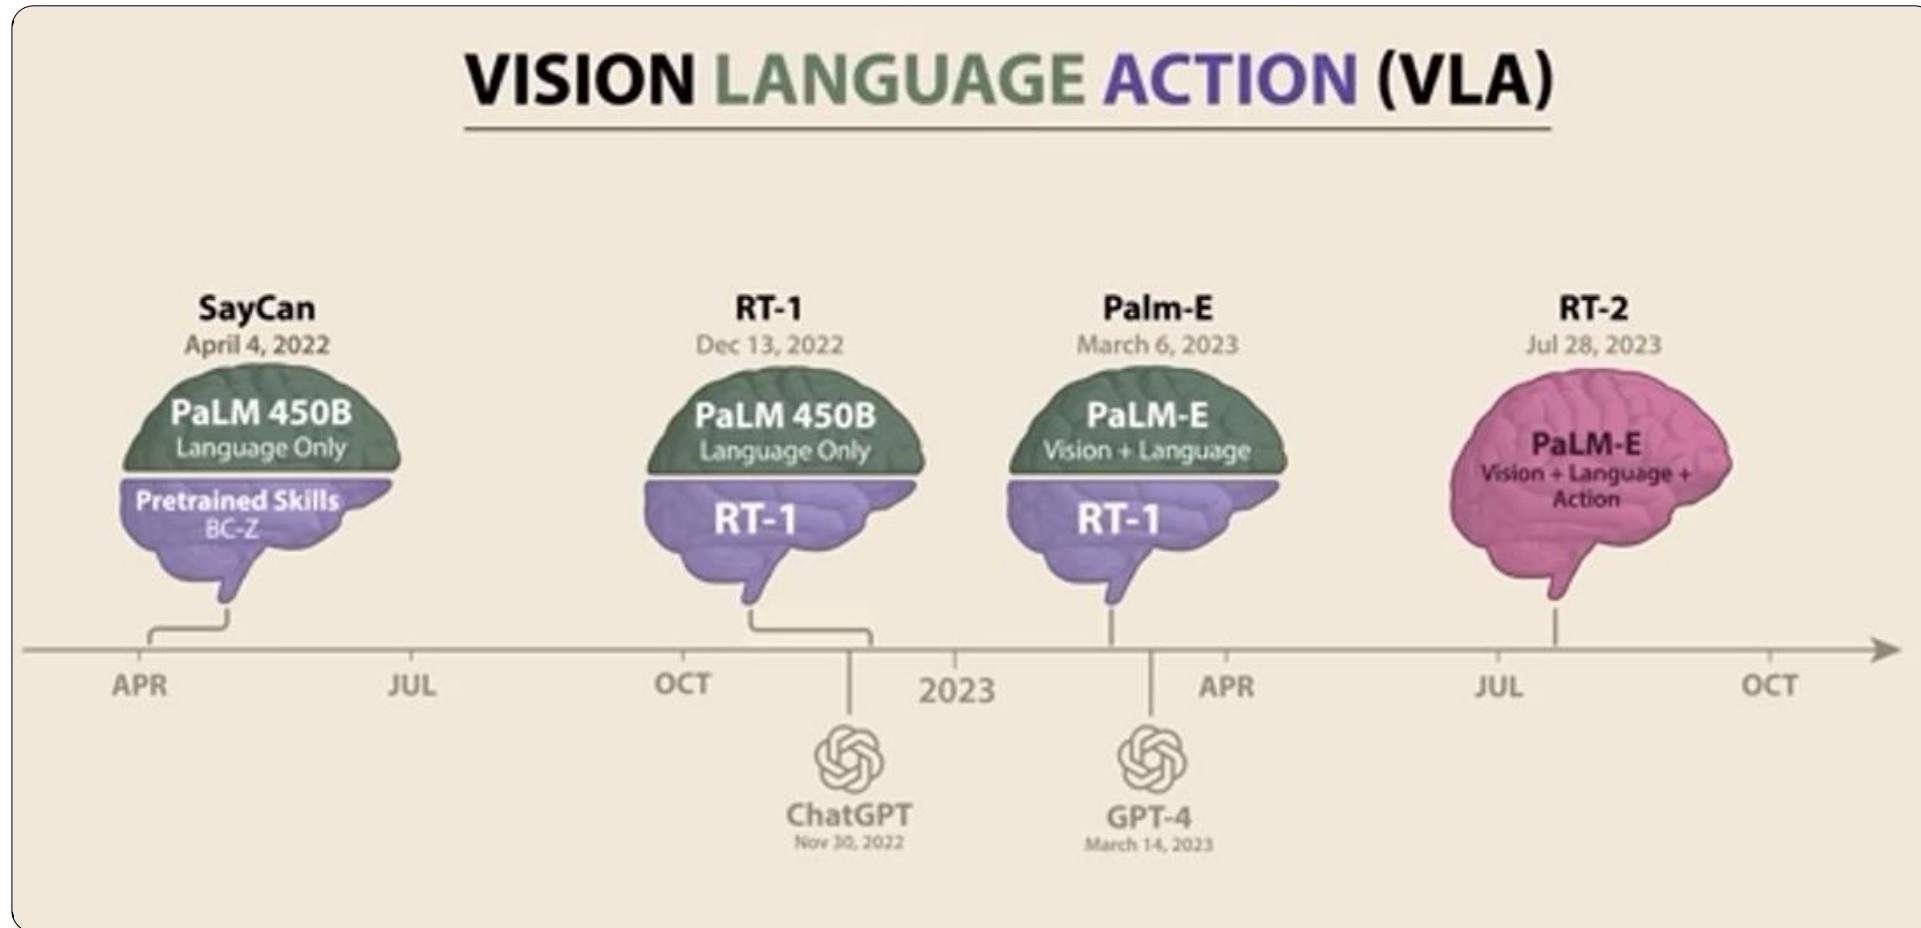 VISION LANGUAGE ACTION (VLA)
SayCan
April 4, 2022
PaLM 450B
Language Only
Pretrained Skills
BC-Z
RT-1
Dec 13, 2022
PaLM 450B
Language Only
RT-1
Palm-E
March 6, 2023
PaLM-E
Vision + Language
RT-1
RT-2
Jul 28, 2023
PaLM-E
Vision + Language +
Action
APR
JUL
OCT
2023
APR
JUL
OCT
ChatGPT
Nov 30, 2022
GPT-4
March 14, 2023